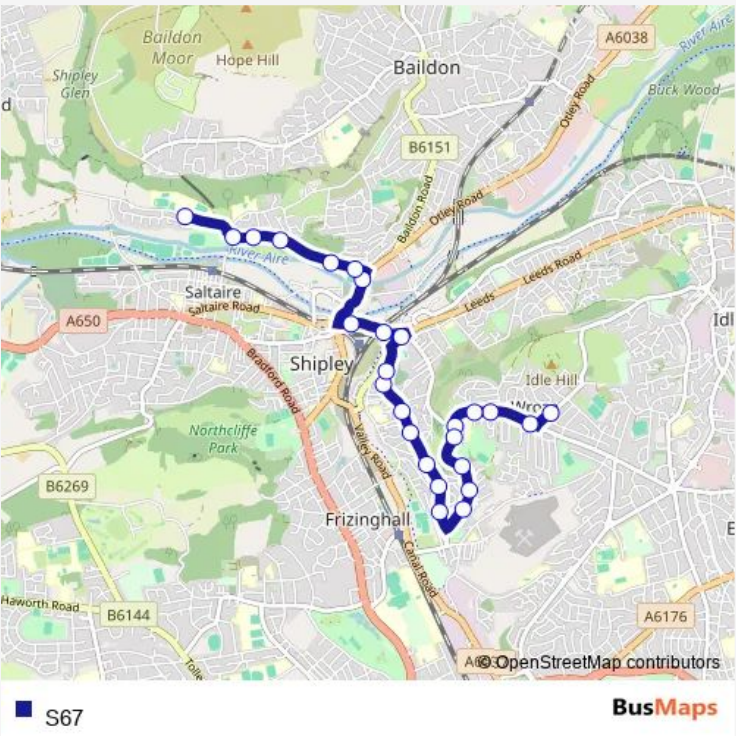 A6038
River Aire
Baildon
Moor
Hope Hill
Baildon
Shipley
Glen
d
Buck Wood
Otley Road
B6151
Baildon Road
Otley Road
River Aire
Saltaire
Saltaire Road
Leeds Road
Leeds
A650
Idl
Shipley
Bradford Road
Idle Hill
Wro
Northcliffe
Park
Valley Road
B6269
Frizinghall
E
Canal Road
Haworth Road
B6144
A6176
Tolle
© OpenStreetMap contributors
S67
BusMaps